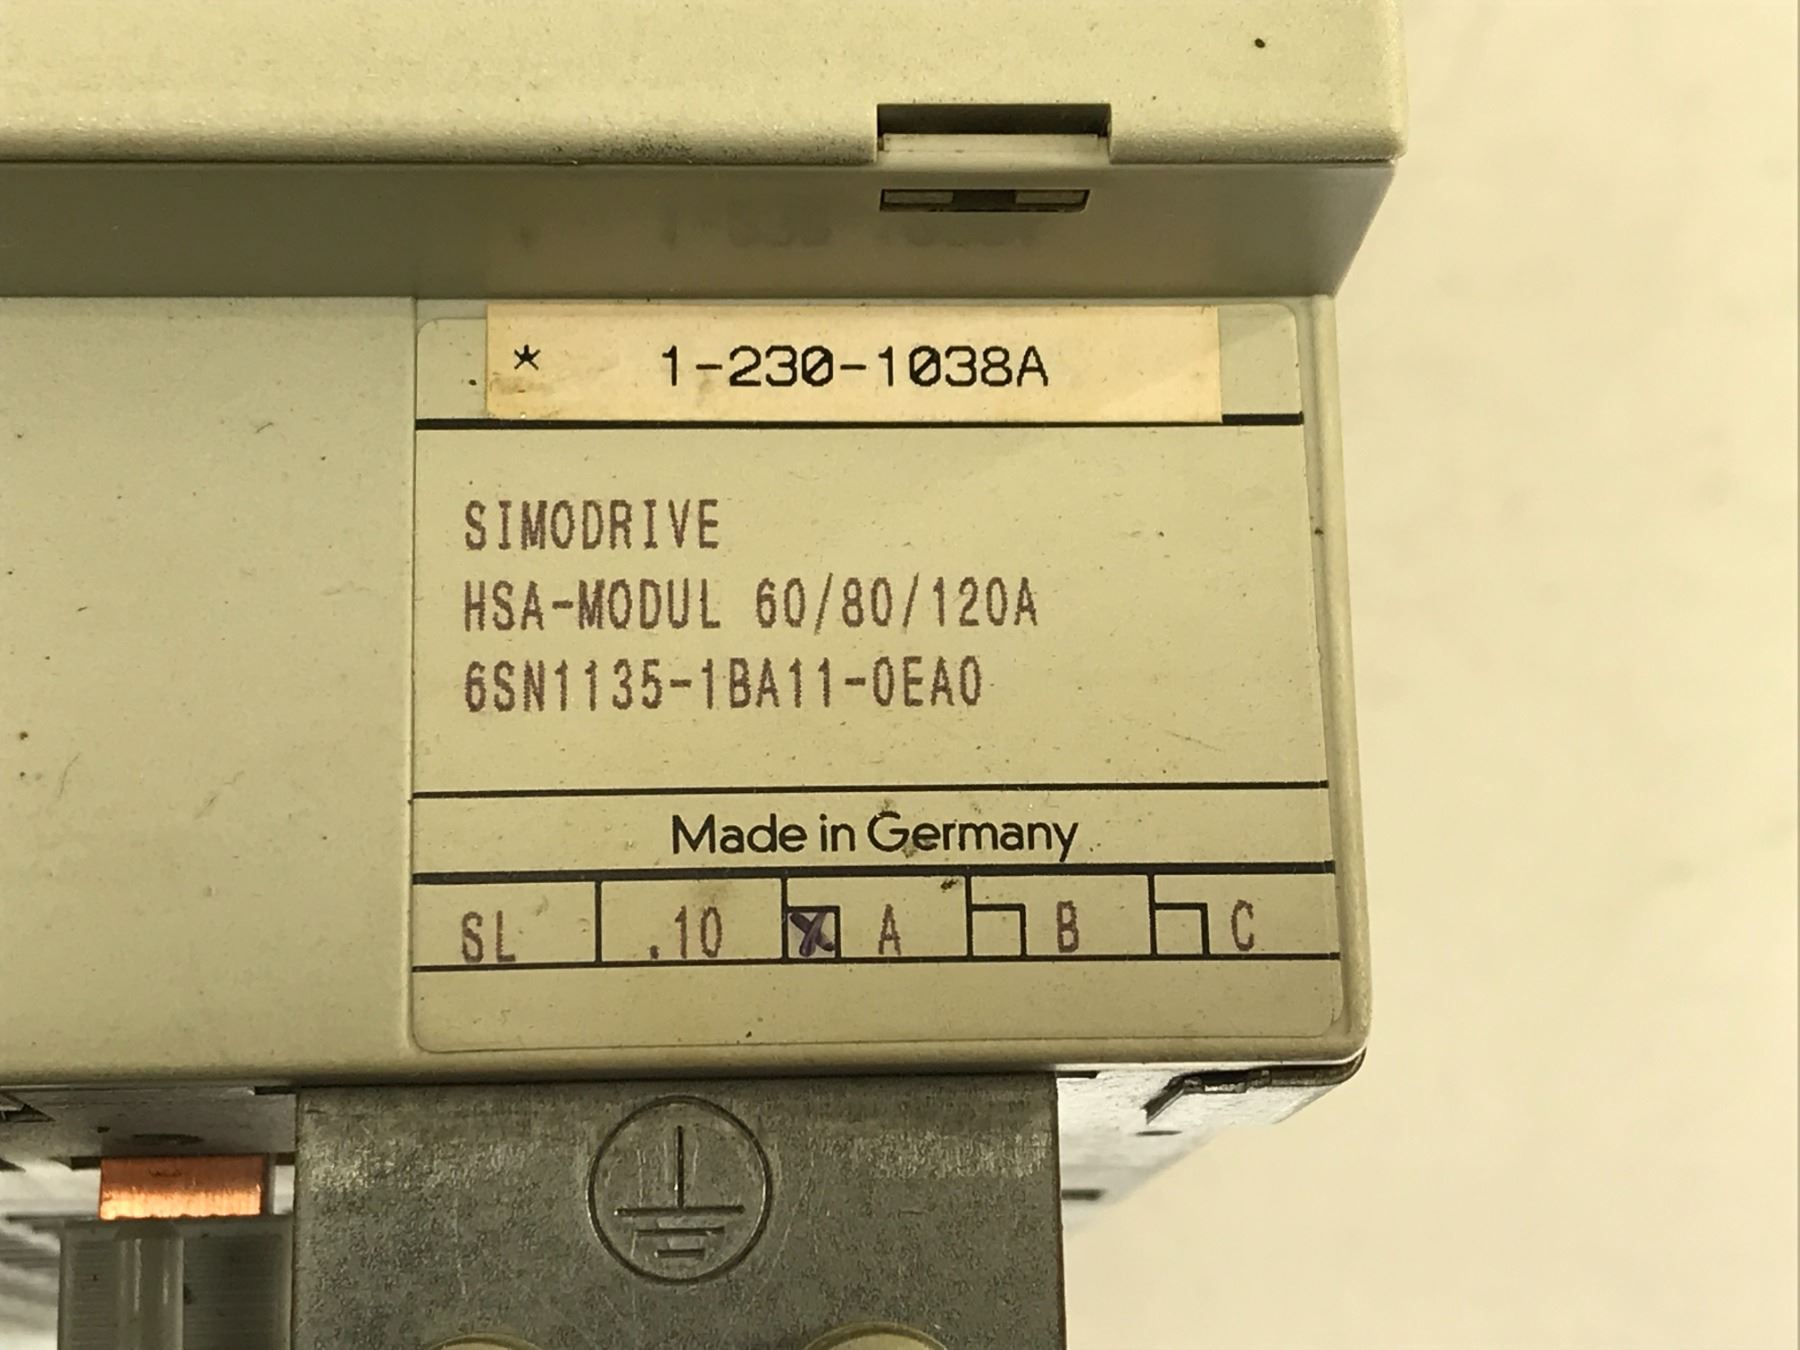 * 1-230-1038A
SIMODRIVE
HSA-MODUL 60/80/120A
6SN1135-1BA11-0EA0
Made in Germany
SL .10 X A B C